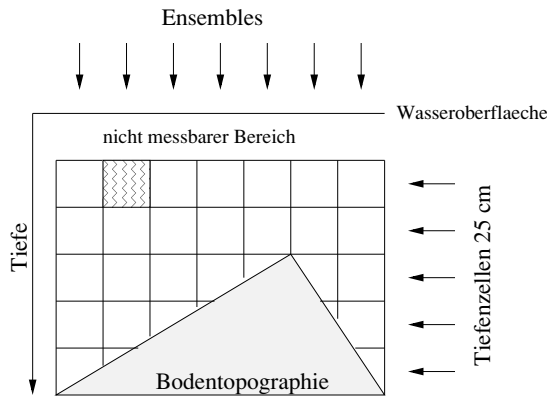 Ensembles
Wasseroberflaeche
nicht messbarer Bereich
Tiefe
Tiefenzellen 25 cm
Bodentopographie